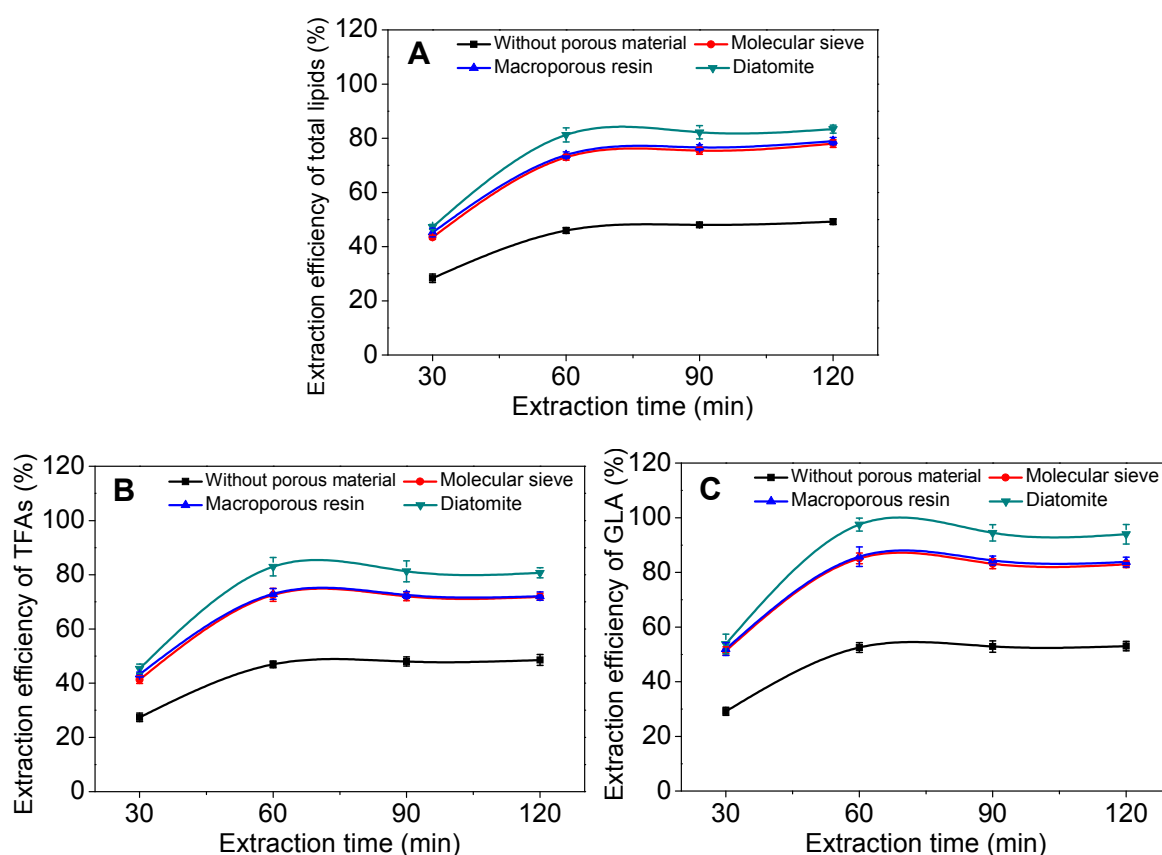 Extraction efficiency of total lipids (%)
120
100
80
60
40
20
0
A
Without porous material
Molecular sieve
Macroporous resin
Diatomite
30 60 90 120
Extraction time (min)
Extraction efficiency of TFAs (%)
120
100
80
60
40
20
0
B
Without porous material
Molecular sieve
Macroporous resin
Diatomite
30 60 90 120
Extraction time (min)
Extraction efficiency of GLA (%)
120
100
80
60
40
20
0
C
Without porous material
Molecular sieve
Macroporous resin
Diatomite
30 60 90 120
Extraction time (min)